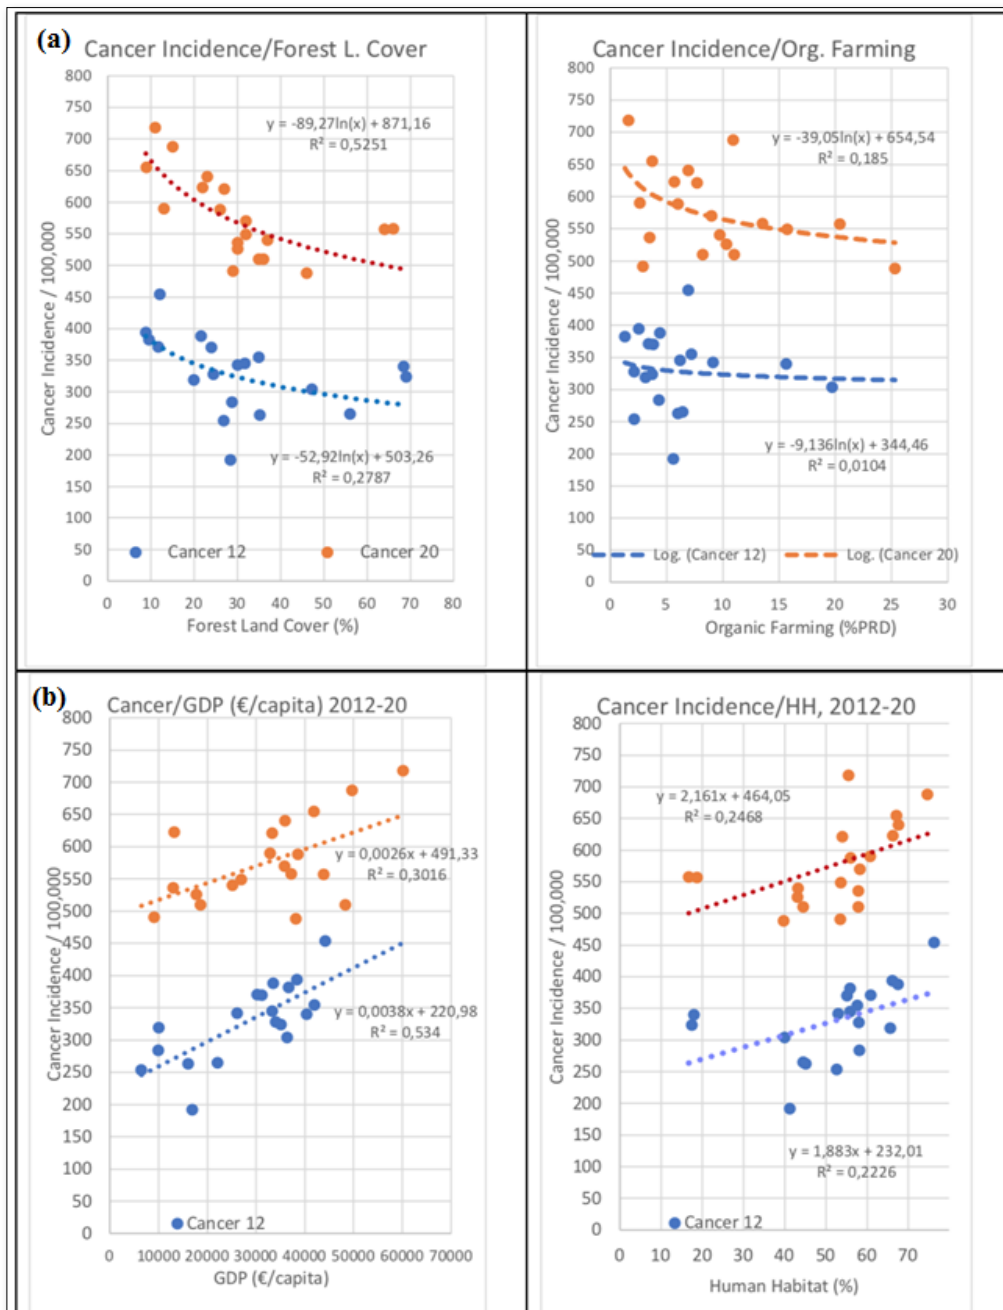 (a)
Cancer Incidence/Forest L. Cover
800
750
700
650
600
550
500
450
400
350
300
250
200
150
100
50
0
Cancer Incidence / 100,000
y = -89,27ln(x) + 871,16
R² = 0,5251
y = -52,92ln(x) + 503,26
R² = 0,2787
Cancer 12
Cancer 20
0 10 20 30 40 50 60 70 80
Forest Land Cover (%)
Cancer Incidence/Org. Farming
800
750
700
650
600
550
500
450
400
350
300
250
200
150
100
50
0
Cancer Incidence / 100,000
y = -39,05ln(x) + 654,54
R² = 0,185
y = -9,136ln(x) + 344,46
R² = 0,0104
Log. (Cancer 12)
Log. (Cancer 20)
0 5 10 15 20 25 30
Organic Farming (%PRD)
(b)
Cancer/GDP (€/capita) 2012-20
800
750
700
650
600
550
500
450
400
350
300
250
200
150
100
50
0
Cancer Incidence / 100,000
y = 0,0026x + 491,33
R² = 0,3016
y = 0,0038x + 220,98
R² = 0,534
Cancer 12
0 10000 20000 30000 40000 50000 60000 70000
GDP (€/capita)
Cancer Incidence/HH, 2012-20
800
750
700
650
600
550
500
450
400
350
300
250
200
150
100
50
0
Cancer Incidence / 100,000
y = 2,161x + 464,05
R² = 0,2468
y = 1,883x + 232,01
R² = 0,2226
Cancer 12
0 10 20 30 40 50 60 70
Human Habitat (%)